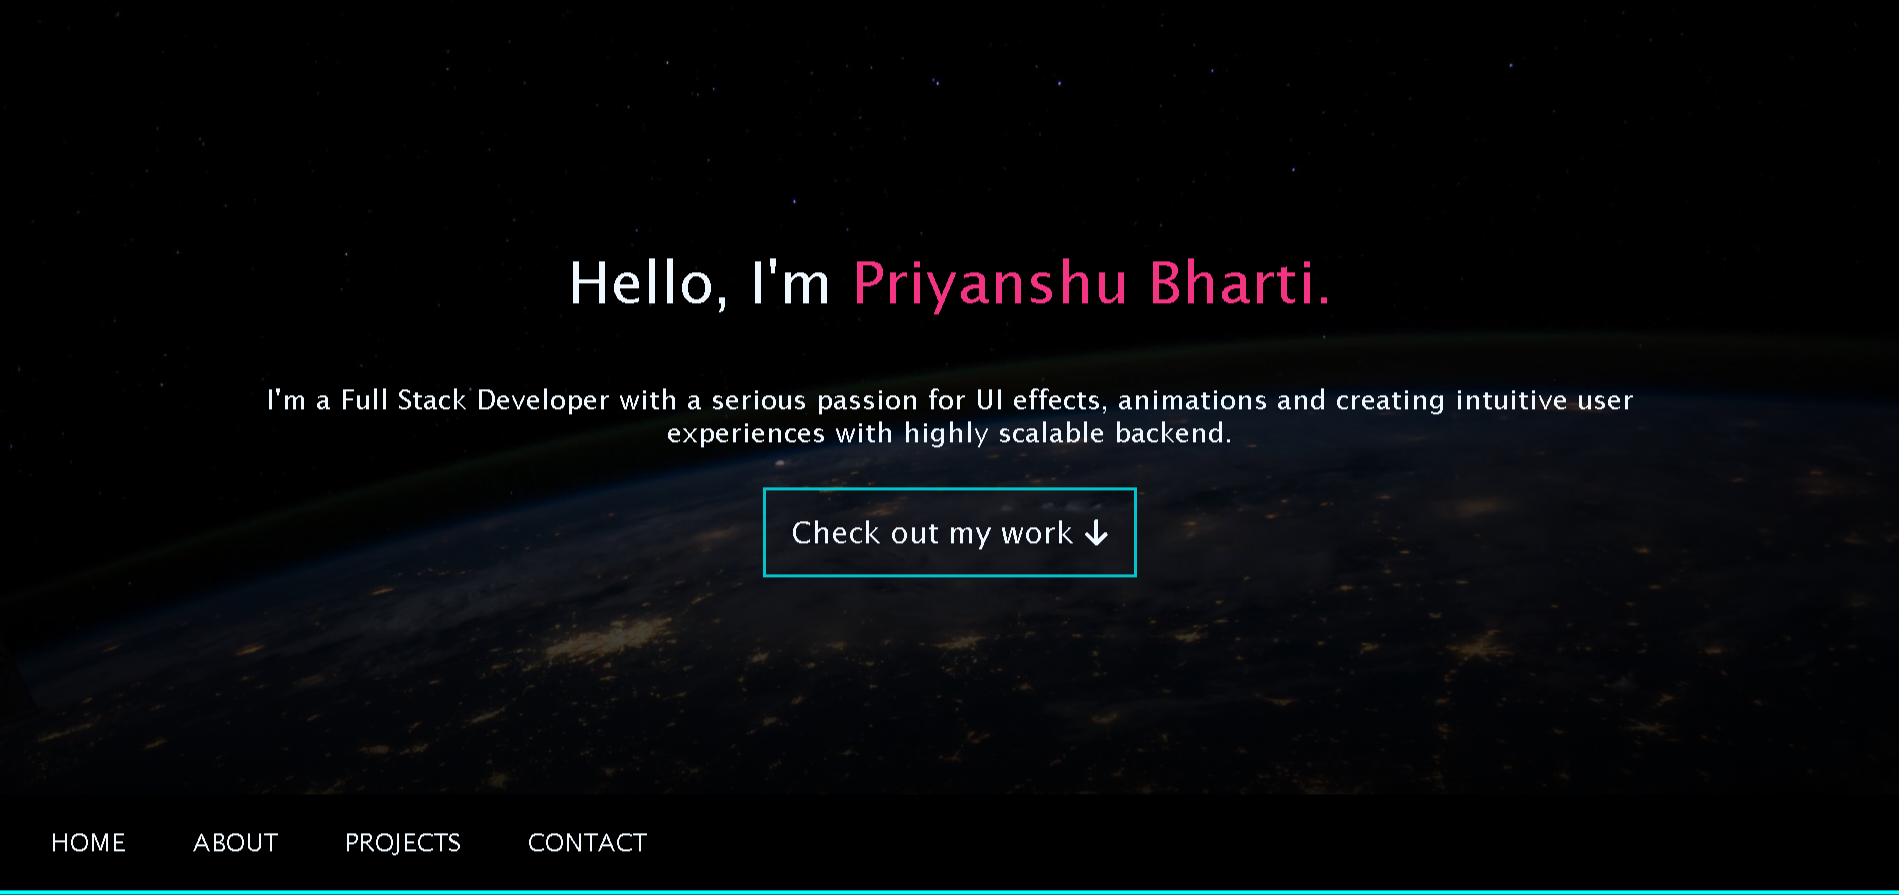 Hello, I'm Priyanshu Bharti.
I'm a Full Stack Developer with a serious passion for UI effects, animations and creating intuitive user
experiences with highly scalable backend.
Check out my work ↓
HOME ABOUT PROJECTS CONTACT